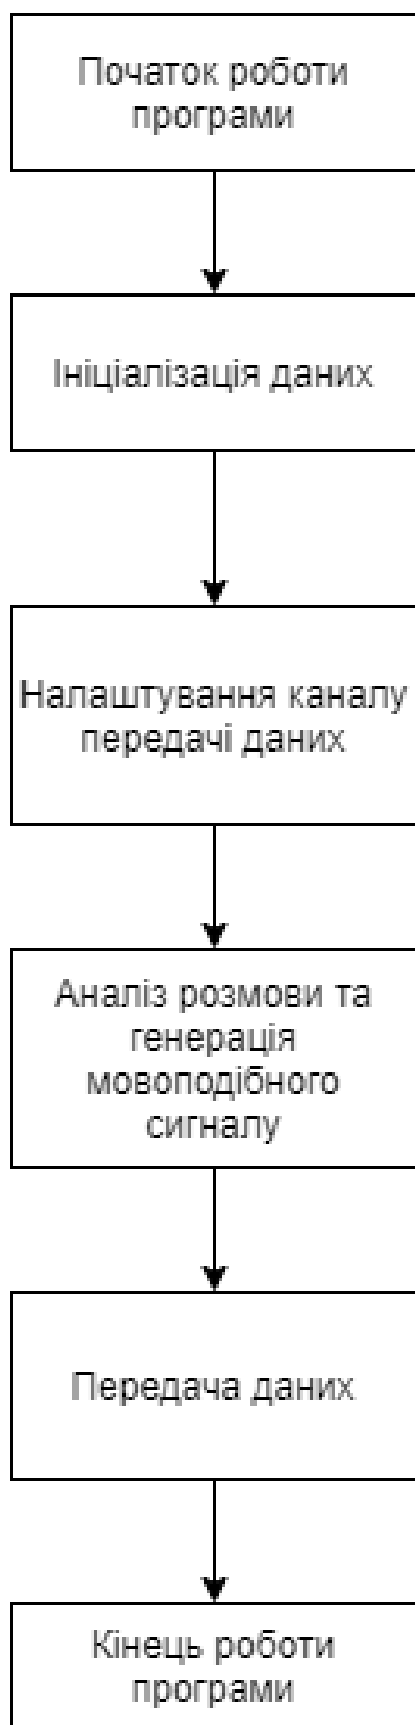 Початок роботи
програми
Ініціалізація даних
Налаштування каналу
передачі даних
Аналіз розмови та
генерація
мовоподібного
сигналу
Передача даних
Кінець роботи
програми